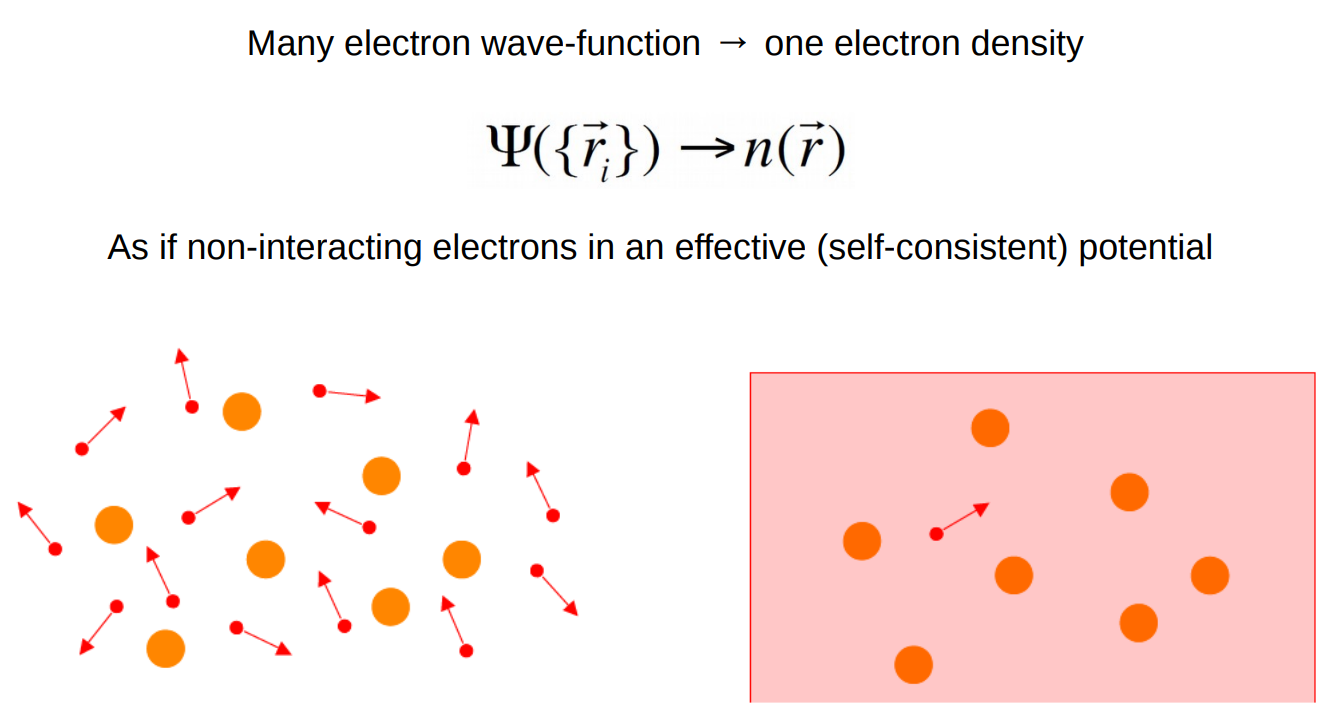 Many electron wave-function → one electron density
Ψ({r⃗ᵢ}) → n(r⃗)
As if non-interacting electrons in an effective (self-consistent) potential